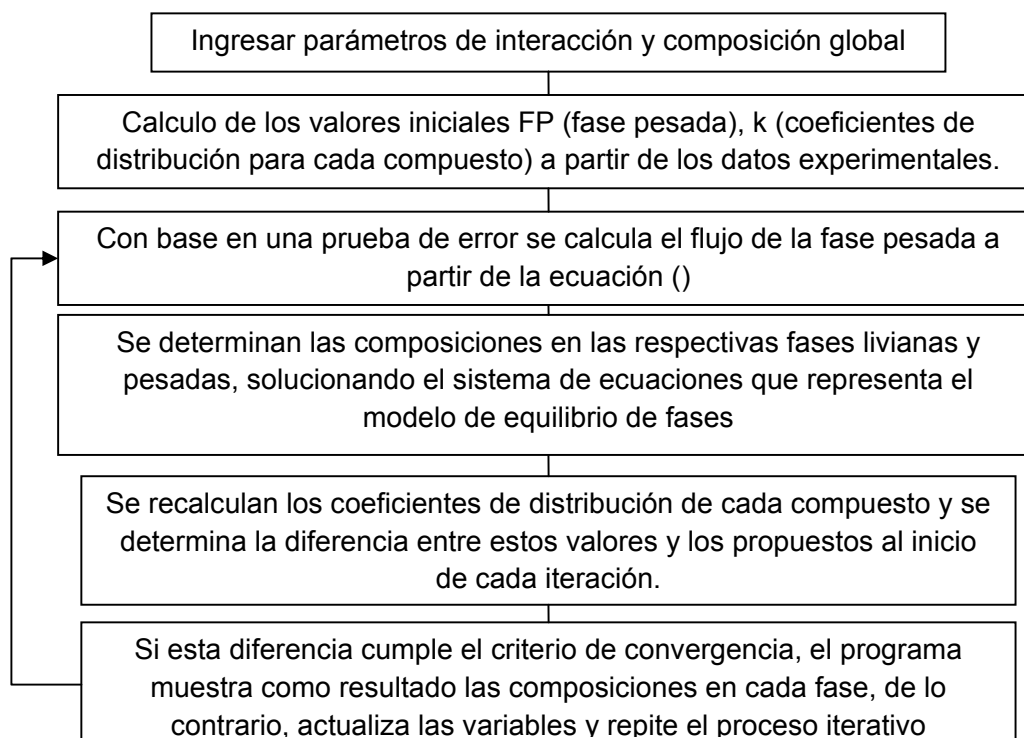 Ingresar parámetros de interacción y composición global
Calculo de los valores iniciales FP (fase pesada), k (coeficientes de
distribución para cada compuesto) a partir de los datos experimentales.
Con base en una prueba de error se calcula el flujo de la fase pesada a
partir de la ecuación ()
Se determinan las composiciones en las respectivas fases livianas y
pesadas, solucionando el sistema de ecuaciones que representa el
modelo de equilibrio de fases
Se recalculan los coeficientes de distribución de cada compuesto y se
determina la diferencia entre estos valores y los propuestos al inicio
de cada iteración.
Si esta diferencia cumple el criterio de convergencia, el programa
muestra como resultado las composiciones en cada fase, de lo
contrario, actualiza las variables y repite el proceso iterativo